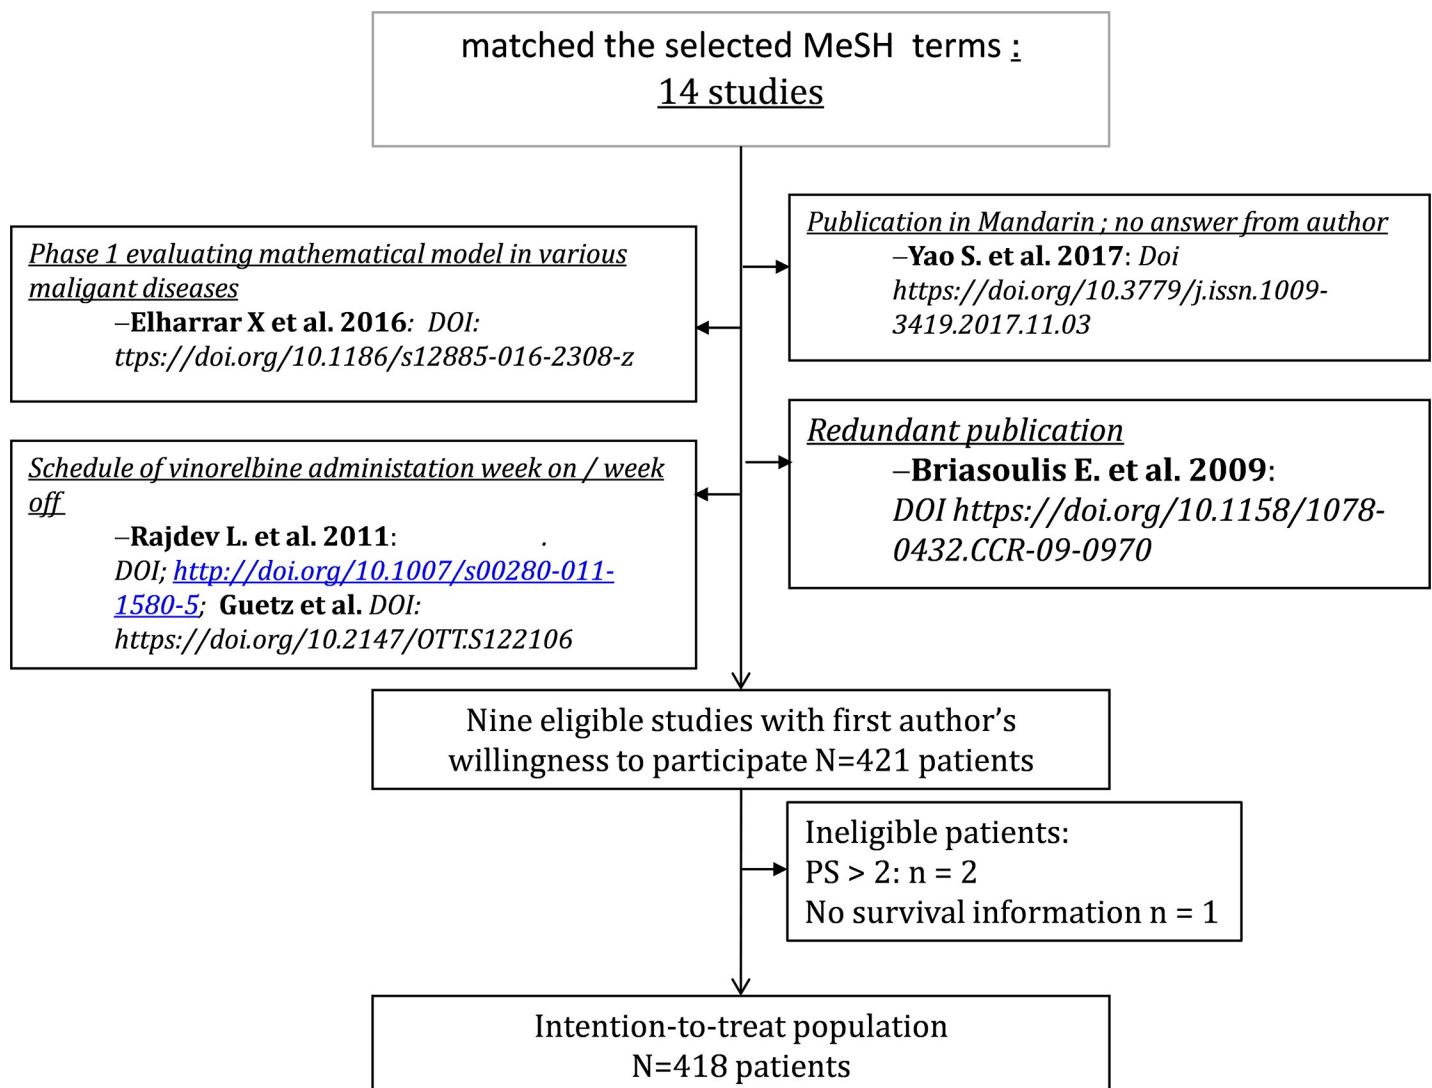 matched the selected MeSH  terms :
14 studies
Publication in Mandarin ; no answer from author
–Yao S. et al. 2017: Doi
https://doi.org/10.3779/j.issn.1009-
3419.2017.11.03
Phase 1 evaluating mathematical model in various
maligant diseases
–Elharrar X et al. 2016:  DOI:
ttps://doi.org/10.1186/s12885-016-2308-z
Redundant publication
–Briasoulis E. et al. 2009:
DOI https://doi.org/10.1158/1078-
0432.CCR-09-0970
Schedule of vinorelbine administation week on / week
off
–Rajdev L. et al. 2011: .
DOI; http://doi.org/10.1007/s00280-011-
1580-5;  Guetz et al. DOI:
https://doi.org/10.2147/OTT.S122106
Nine eligible studies with first author’s
willingness to participate N=421 patients
Ineligible patients:
PS > 2: n = 2
No survival information n = 1
Intention-to-treat population
N=418 patients